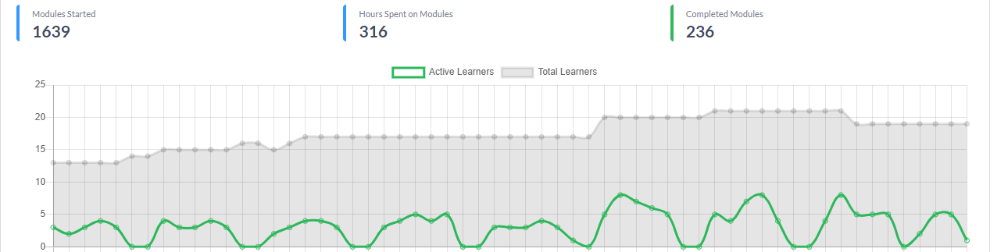 Modules Started
1639
Hours Spent on Modules
316
Completed Modules
236
Active Learners
Total Learners
25
20
15
10
5
0